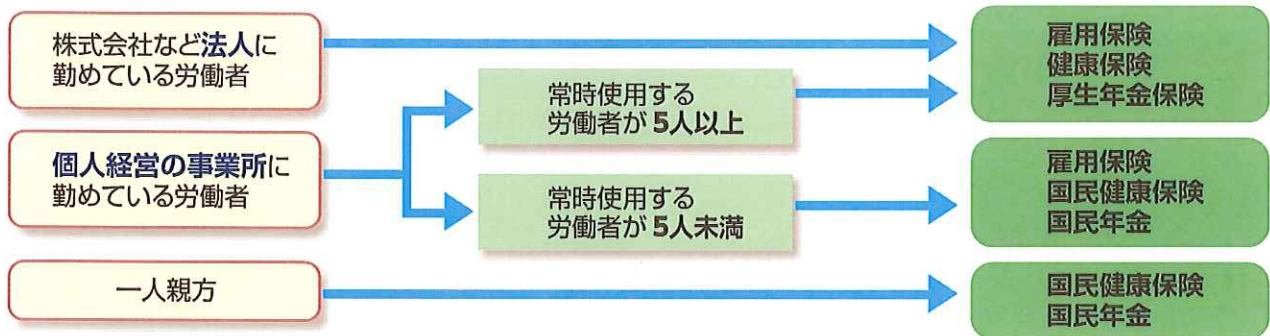 株式会社など法人に
勤めている労働者
雇用保険
健康保険
厚生年金保険
常時使用する
労働者が5人以上
個人経営の事業所に
勤めている労働者
常時使用する
労働者が5人未満
雇用保険
国民健康保険
国民年金
一人親方
国民健康保険
国民年金